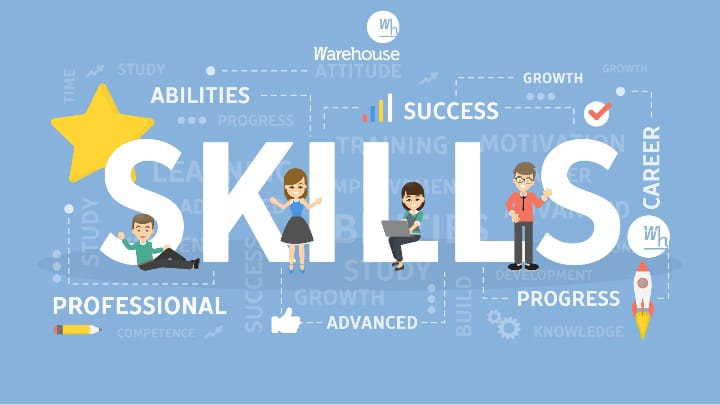 Wh
Warehouse
TIME
STUDY
ATTITUDE
GROWTH
GROWTH
ABILITIES
PROGRESS
SUCCESS
TRAINING
MOTIVATION
CAREER
SKILLS
LEARNING
STUDY
ADVANCED
Wh
STUDY
DEVELOPMENT
PROFESSIONAL
SUCCESS
GROWTH
BUILD
PROGRESS
COMPETENCE
ADVANCED
KNOWLEDGE